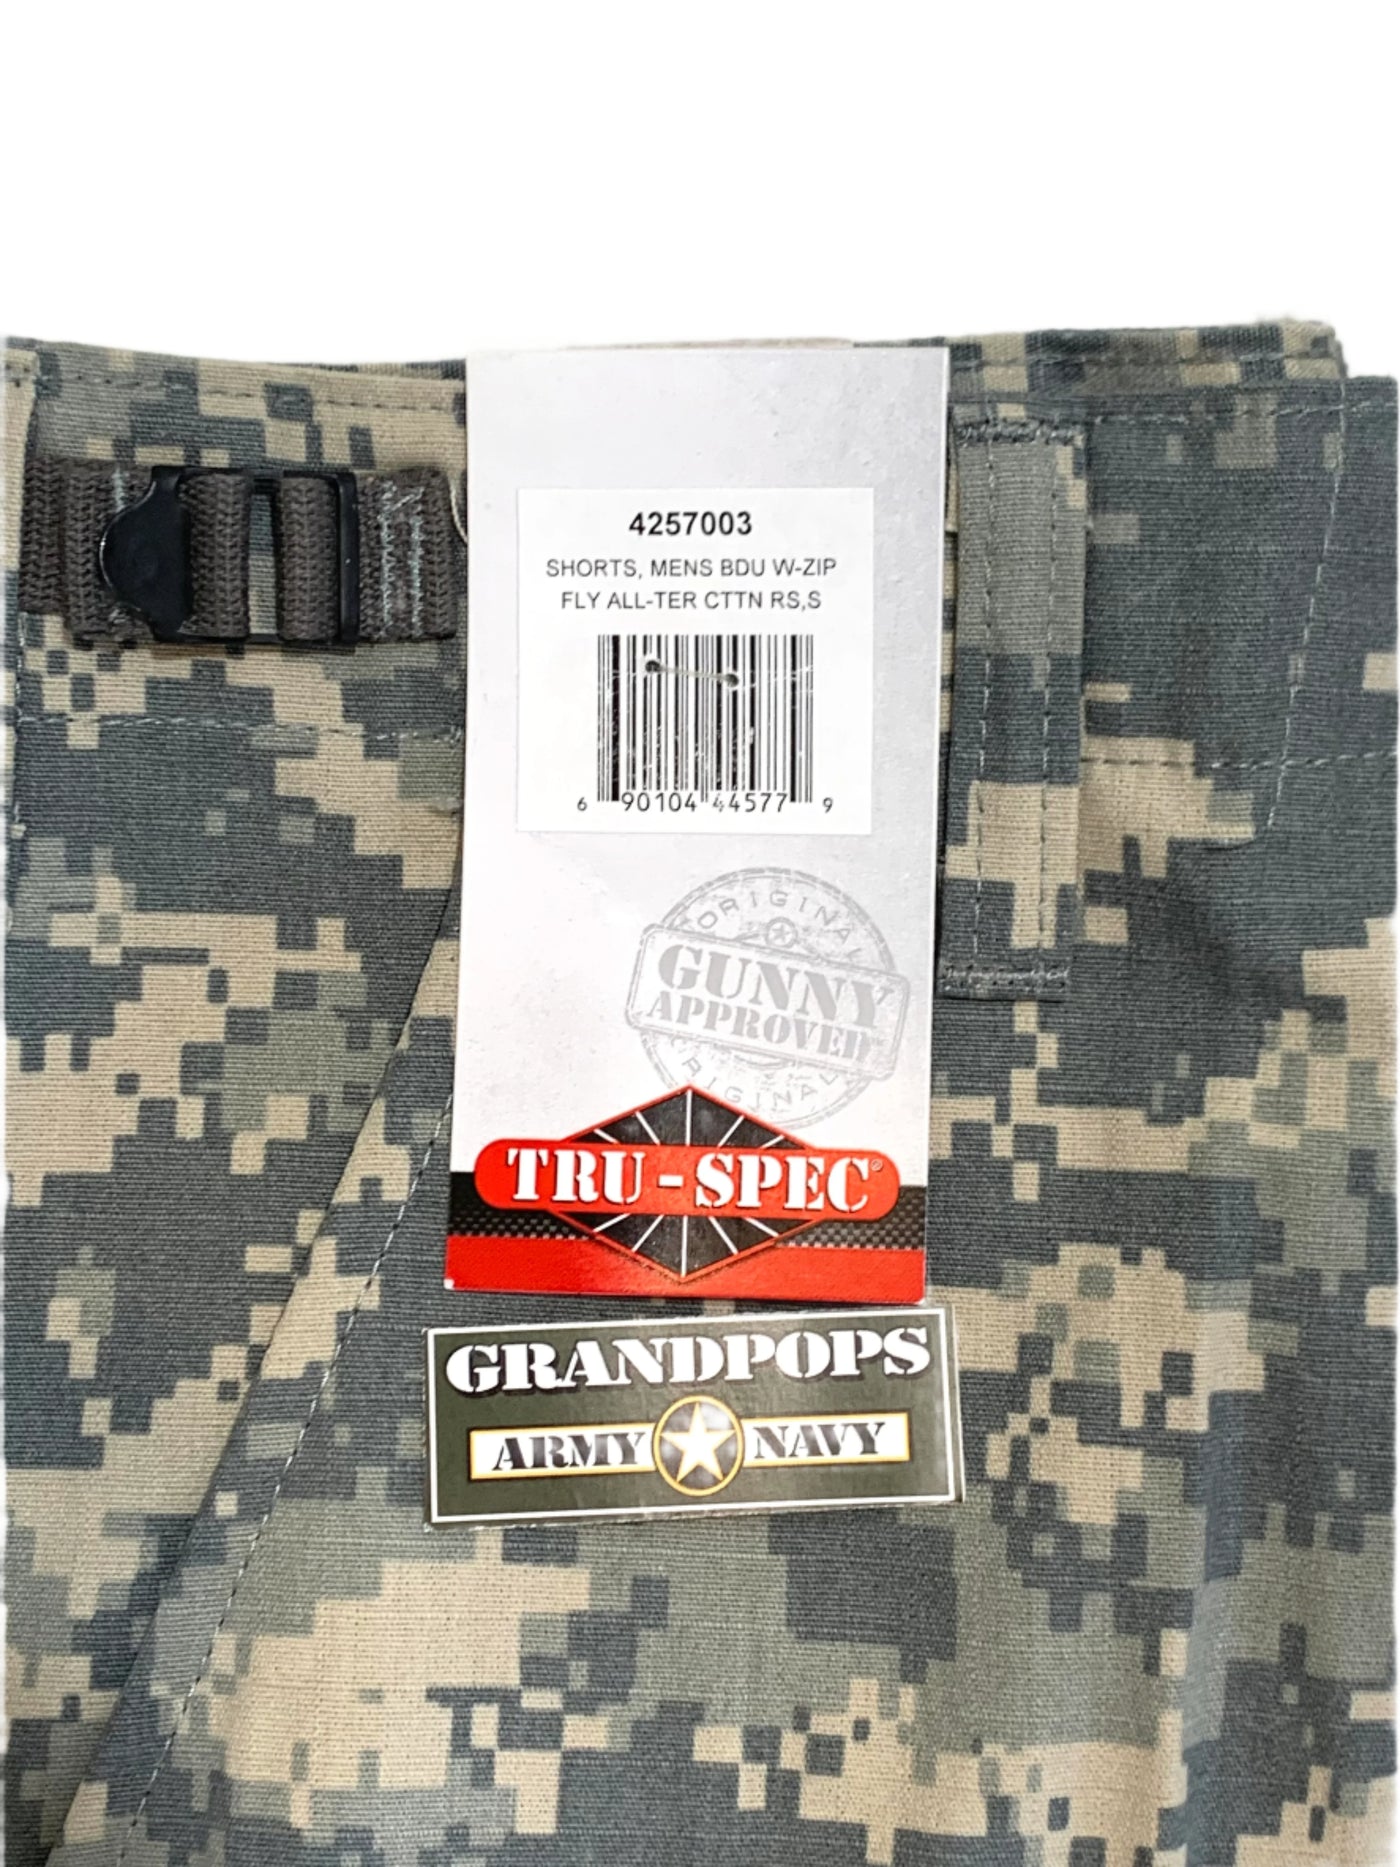 4257003
SHORTS, MENS BDU W-ZIP
FLY ALL-TER CTTN RS,S
6 90104 44577 9
ORIGINAL
GUNNY
APPROVED
ORIGINAL
TRU-SPEC®
GRANDPOPS
ARMY NAVY